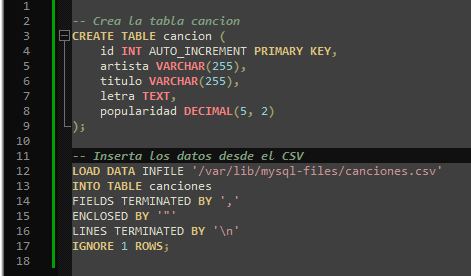 1
2 -- Crea la tabla cancion
3 CREATE TABLE cancion (
4 id INT AUTO_INCREMENT PRIMARY KEY,
5 artista VARCHAR(255),
6 titulo VARCHAR(255),
7 letra TEXT,
8 popularidad DECIMAL(5, 2)
9 );
10
11 -- Inserta los datos desde el CSV
12 LOAD DATA INFILE '/var/lib/mysql-files/canciones.csv'
13 INTO TABLE canciones
14 FIELDS TERMINATED BY ','
15 ENCLOSED BY '"'
16 LINES TERMINATED BY '\n'
17 IGNORE 1 ROWS;
18